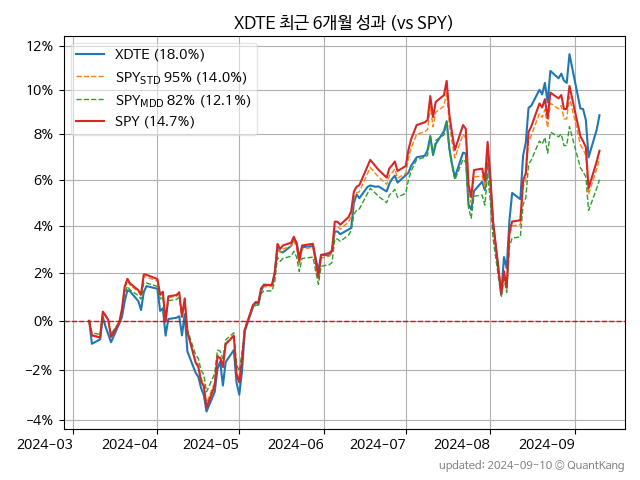 XDTE 최근 6개월 성과 (vs SPY)
12%
10%
8%
6%
4%
2%
0%
−2%
−4%
XDTE (18.0%)
SPY_STD 95% (14.0%)
SPY_MDD 82% (12.1%)
SPY (14.7%)
2024-03 2024-04 2024-05 2024-06 2024-07 2024-08 2024-09
updated: 2024-09-10 © QuantKang